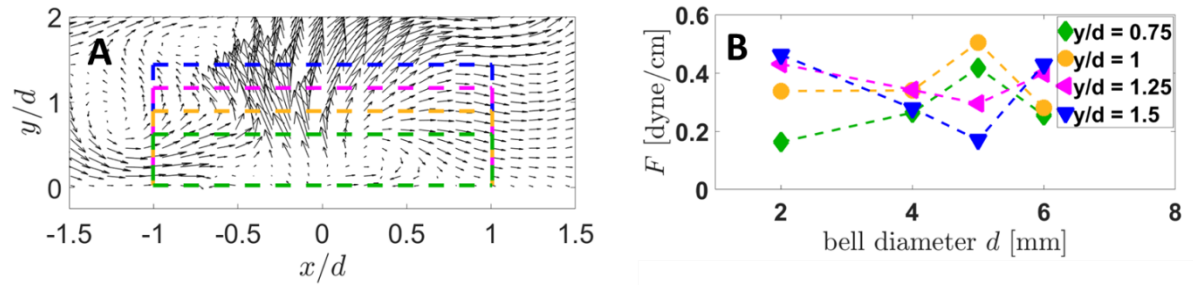 A
2
1
0
y/d
-1.5 -1 -0.5 0 0.5 1 1.5
x/d
B
0.6
0.4
0.2
0
F [dyne/cm]
y/d = 0.75
y/d = 1
y/d = 1.25
y/d = 1.5
2 4 6 8
bell diameter d [mm]